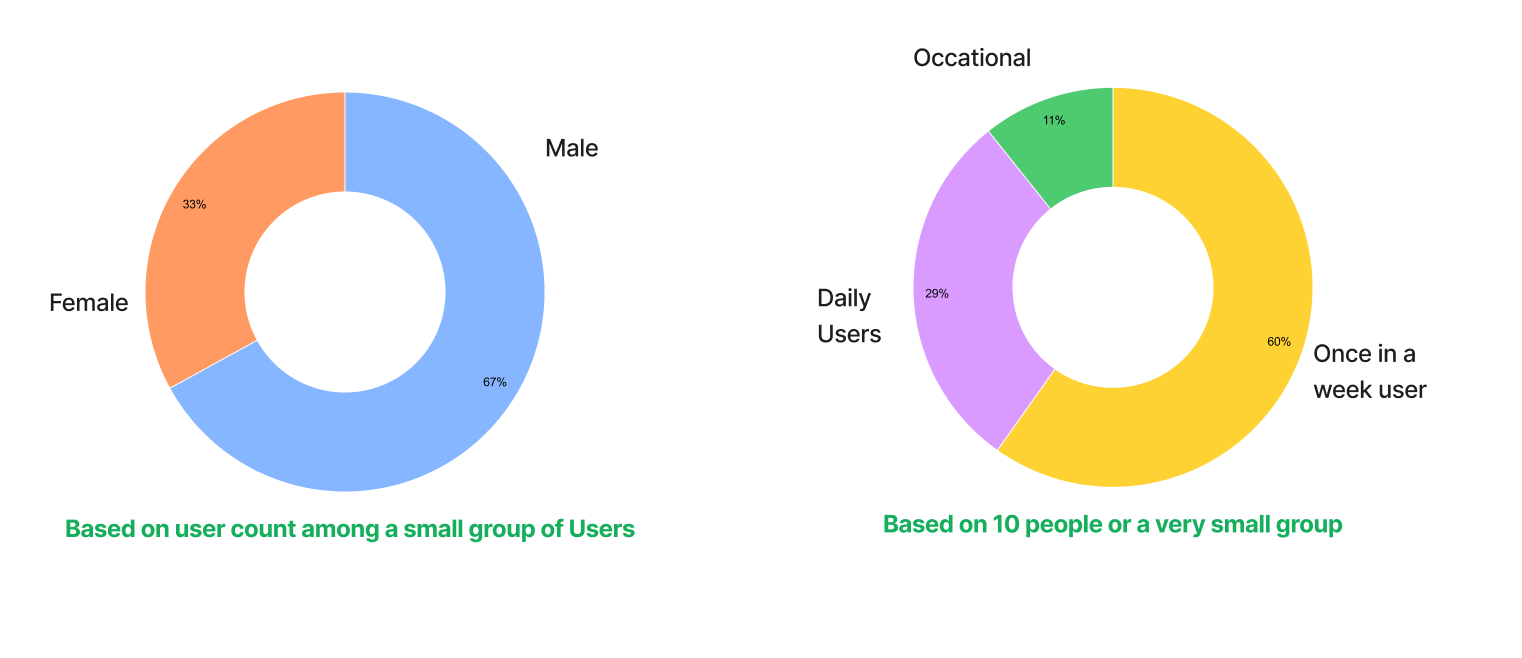 Male
33%
Female
67%
Based on user count among a small group of Users
Occational
11%
Daily
Users
29%
60%
Once in a
week user
Based on 10 people or a very small group